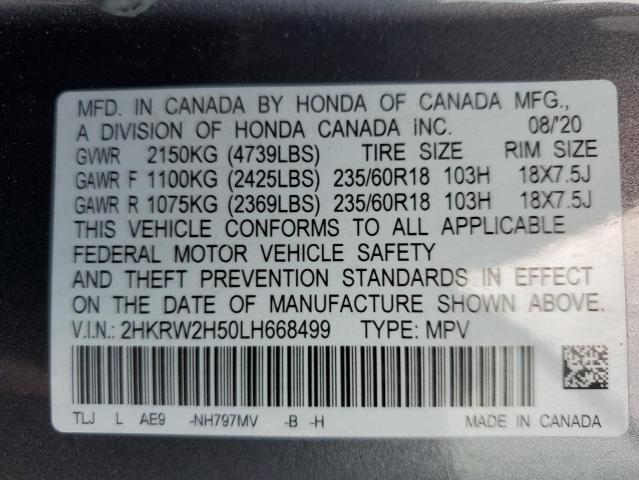 MFD. IN CANADA BY HONDA OF CANADA MFG.,
A DIVISION OF HONDA CANADA iNC. 08/'20
GVWR 2150KG (4739LBS) TIRE SIZE RIM SIZE
GAWR F 1100KG (2425LBS) 235/60R18 103H 18X7.5J
GAWR R 1075KG (2369LBS) 235/60R18 103H 18X7.5J
THIS VEHICLE CONFORMS TO ALL APPLICABLE
FEDERAL MOTOR VEHICLE SAFETY
AND THEFT PREVENTION STANDARDS IN EFFECT
ON THE DATE OF MANUFACTURE SHOWN ABOVE.
V.I.N.: 2HKRW2H50LH668499 TYPE: MPV
TLJ L AE9 -NH797MV -B -H MADE IN CANADA